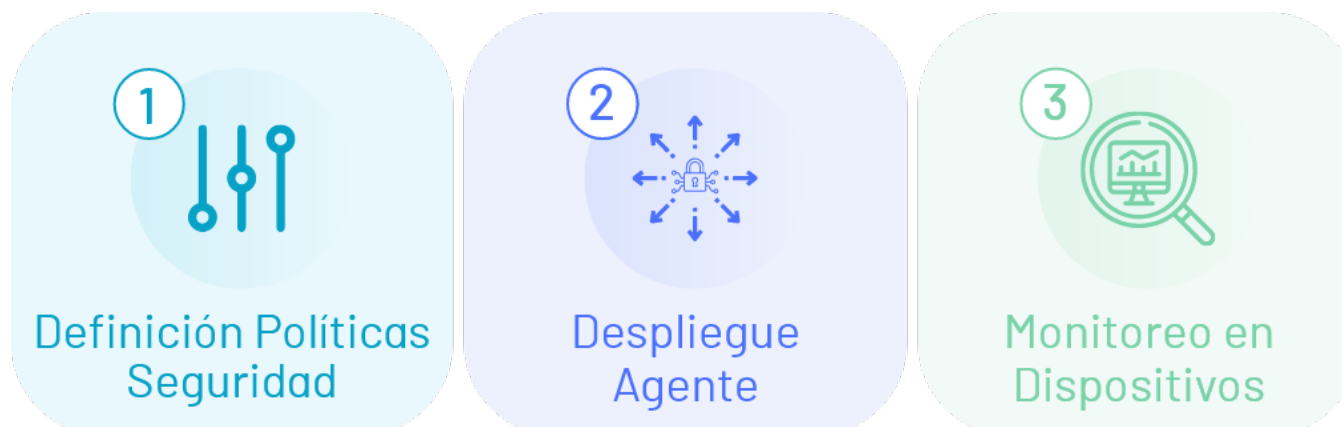 1
Definición Políticas
Seguridad
2
Despliegue
Agente
3
Monitoreo en
Dispositivos